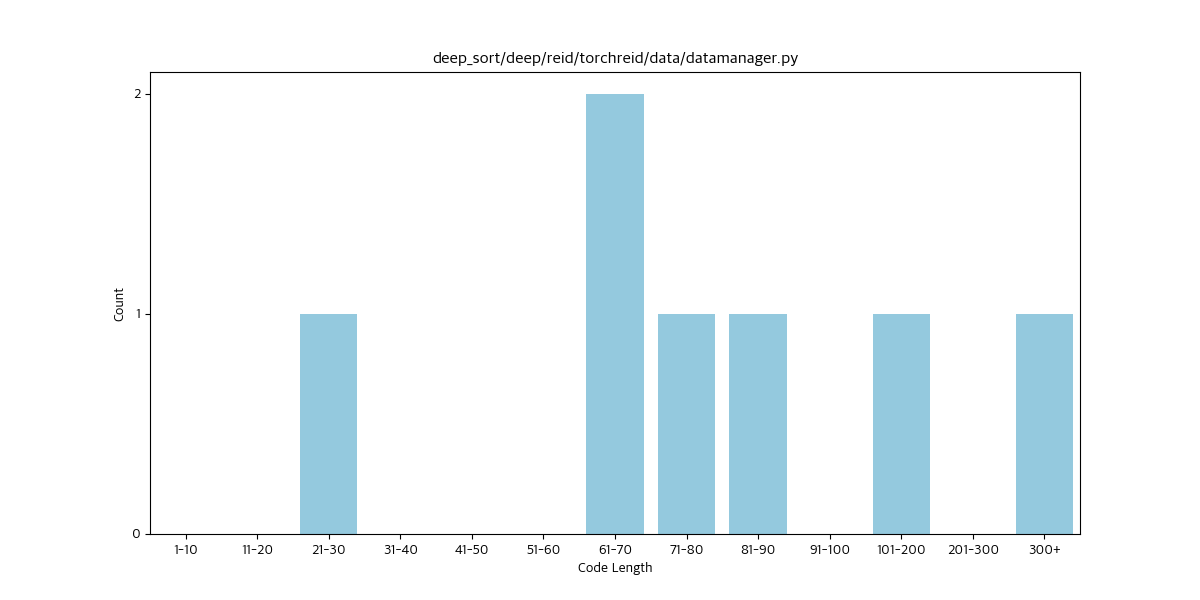 deep_sort/deep/reid/torchreid/data/datamanager.py
2
1
0
Count
1-10 11-20 21-30 31-40 41-50 51-60 61-70 71-80 81-90 91-100 101-200 201-300 300+
Code Length